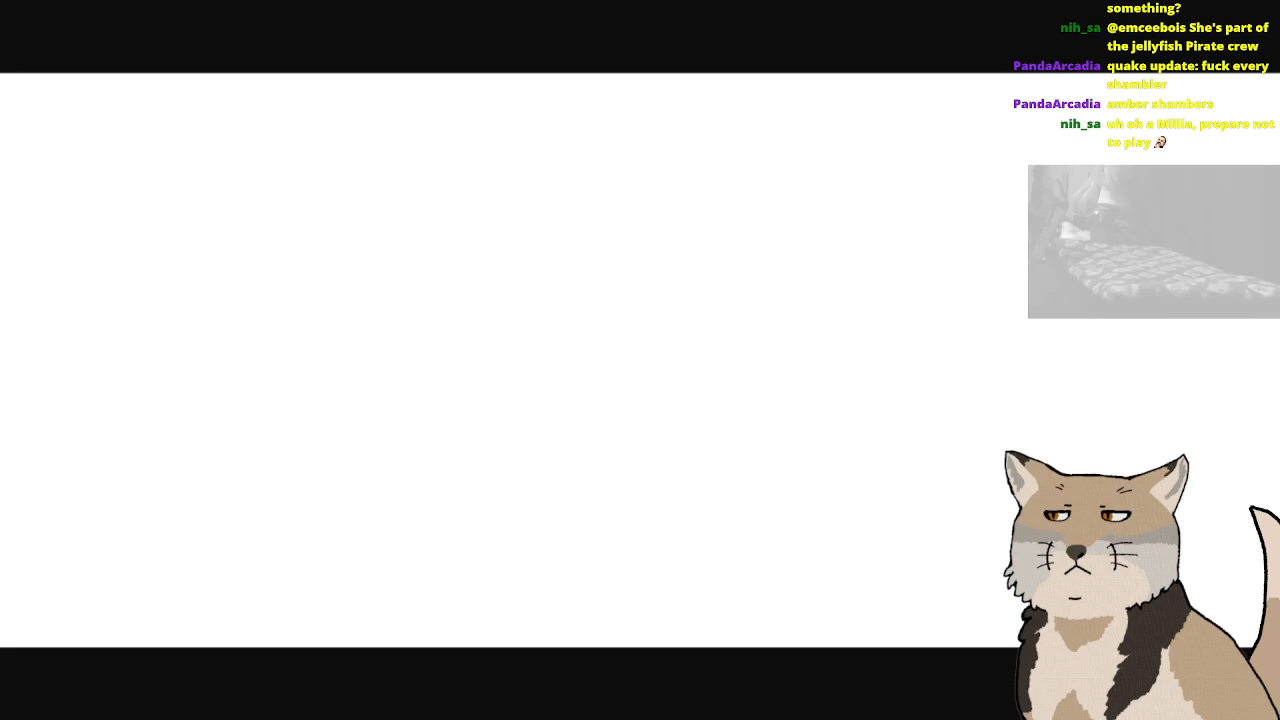 something?
nih_sa @emceebois She's part of
the jellyfish Pirate crew
PandaArcadia quake update: fuck every
shambler
PandaArcadia amber shambers
nih_sa uh oh a Millia, prepare not
to play